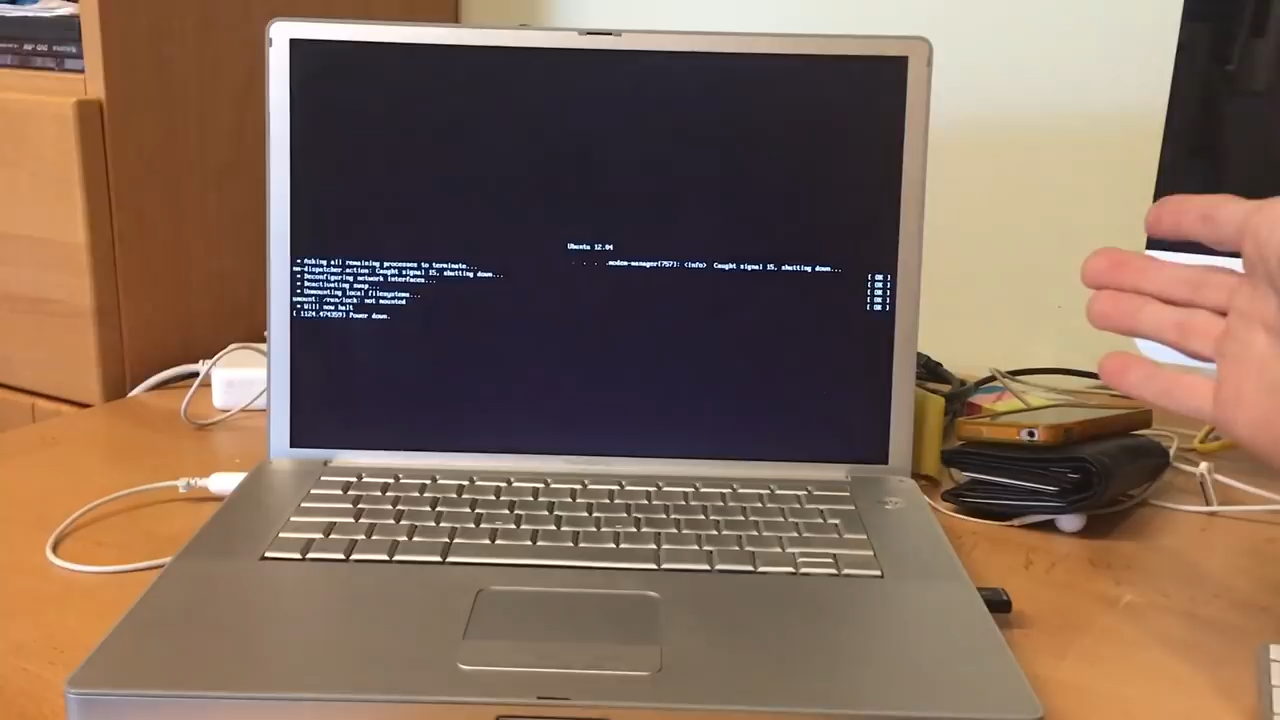 Ubuntu 12.04
* Asking all remaining processes to terminate...
. . . .modem-manager[757]: <info>  Caught signal 15, shutting down...
nm-dispatcher.action: Caught signal 15, shutting down...
* Deconfiguring network interfaces... [ OK ]
* Deactivating swap... [ OK ]
* Unmounting local filesystems... [ OK ]
umount: /run/lock: not mounted [ OK ]
* Will now halt [ OK ]
[ 1124.474359] Power down.